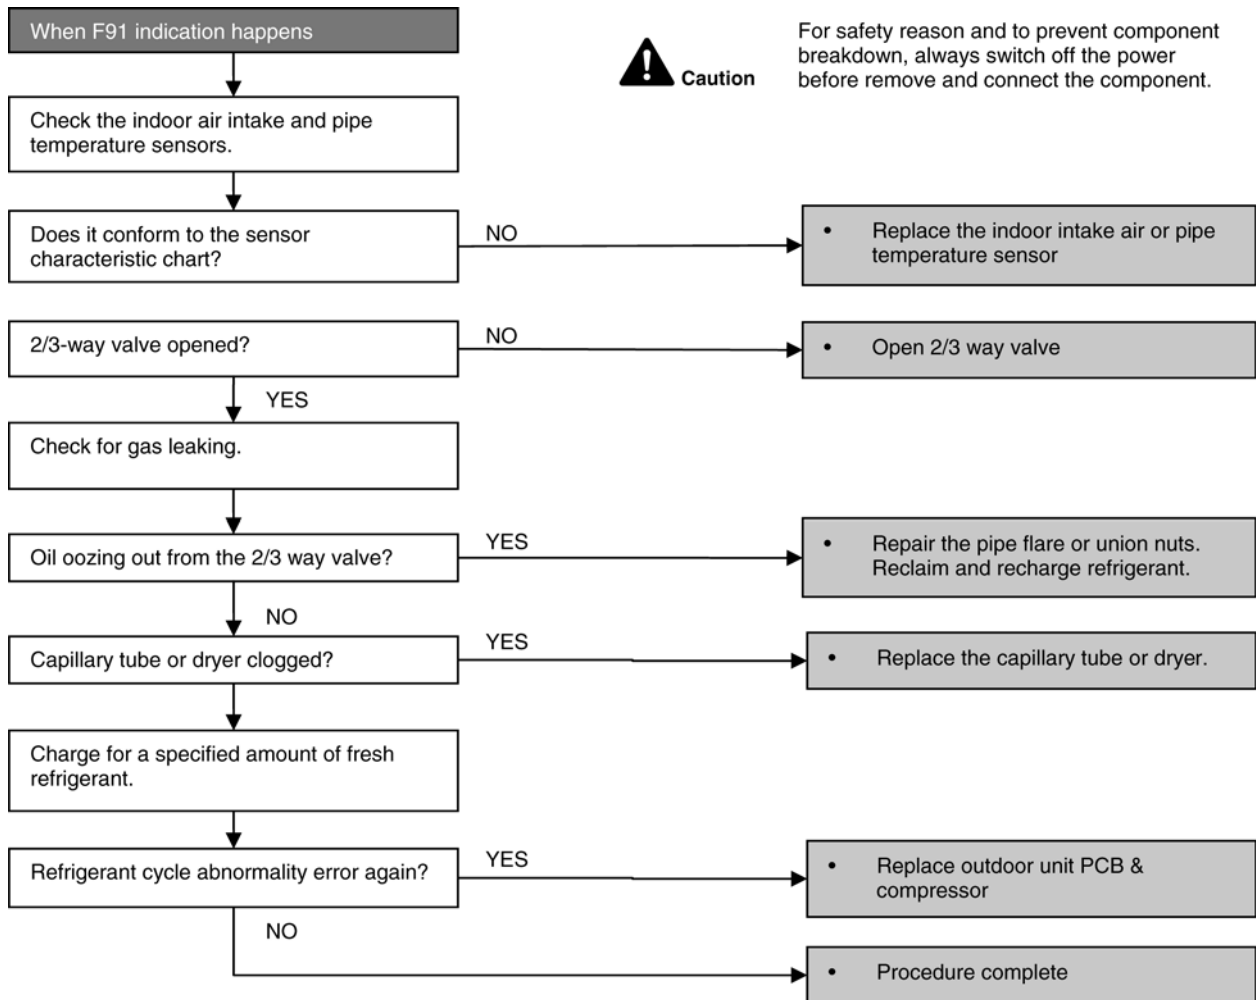 When F91 indication happens
Caution
For safety reason and to prevent component
breakdown, always switch off the power
before remove and connect the component.
Check the indoor air intake and pipe
temperature sensors.
Does it conform to the sensor
characteristic chart?
NO
• Replace the indoor intake air or pipe
temperature sensor
2/3-way valve opened?
NO
• Open 2/3 way valve
YES
Check for gas leaking.
Oil oozing out from the 2/3 way valve?
YES
• Repair the pipe flare or union nuts.
Reclaim and recharge refrigerant.
NO
Capillary tube or dryer clogged?
YES
• Replace the capillary tube or dryer.
Charge for a specified amount of fresh
refrigerant.
Refrigerant cycle abnormality error again?
YES
• Replace outdoor unit PCB &
compressor
NO
• Procedure complete